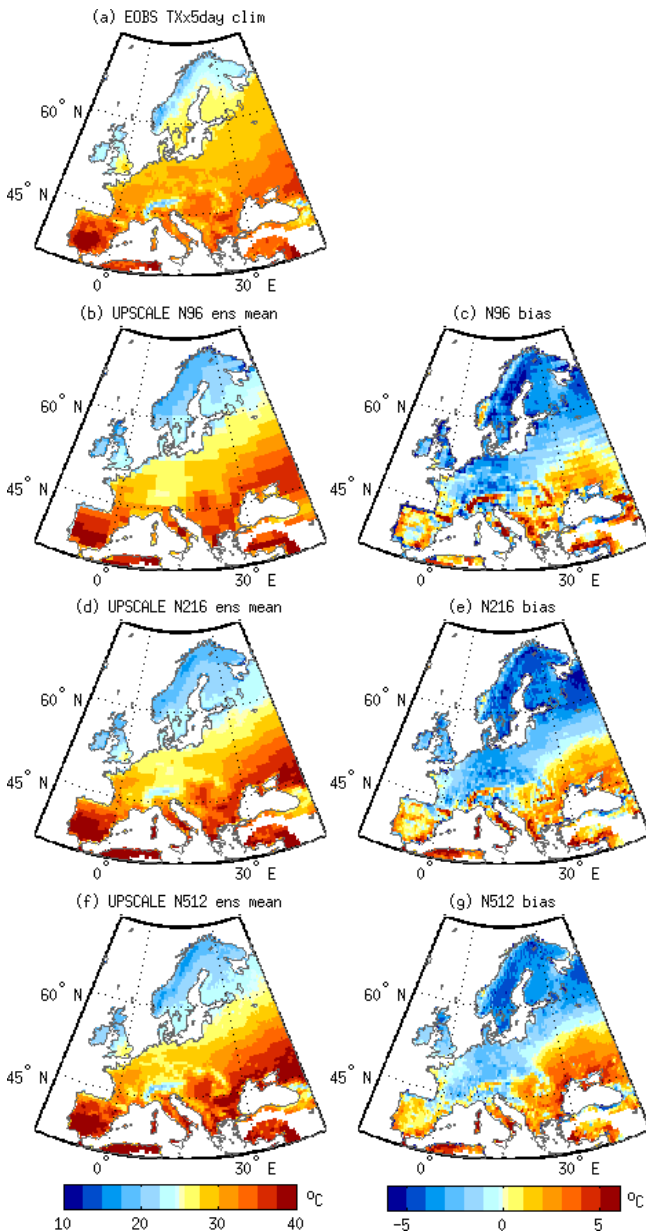 (a) EOBS TXx5day clim
60° N
45° N
0° 30° E
(b) UPSCALE N96 ens mean (c) N96 bias
60° N 60° N
45° N 45° N
0° 30° E 0° 30° E
(d) UPSCALE N216 ens mean (e) N216 bias
60° N 60° N
45° N 45° N
0° 30° E 0° 30° E
(f) UPSCALE N512 ens mean (g) N512 bias
60° N 60° N
45° N 45° N
0° 30° E 0° 30° E
10 20 30 40 °C -5 0 5 °C